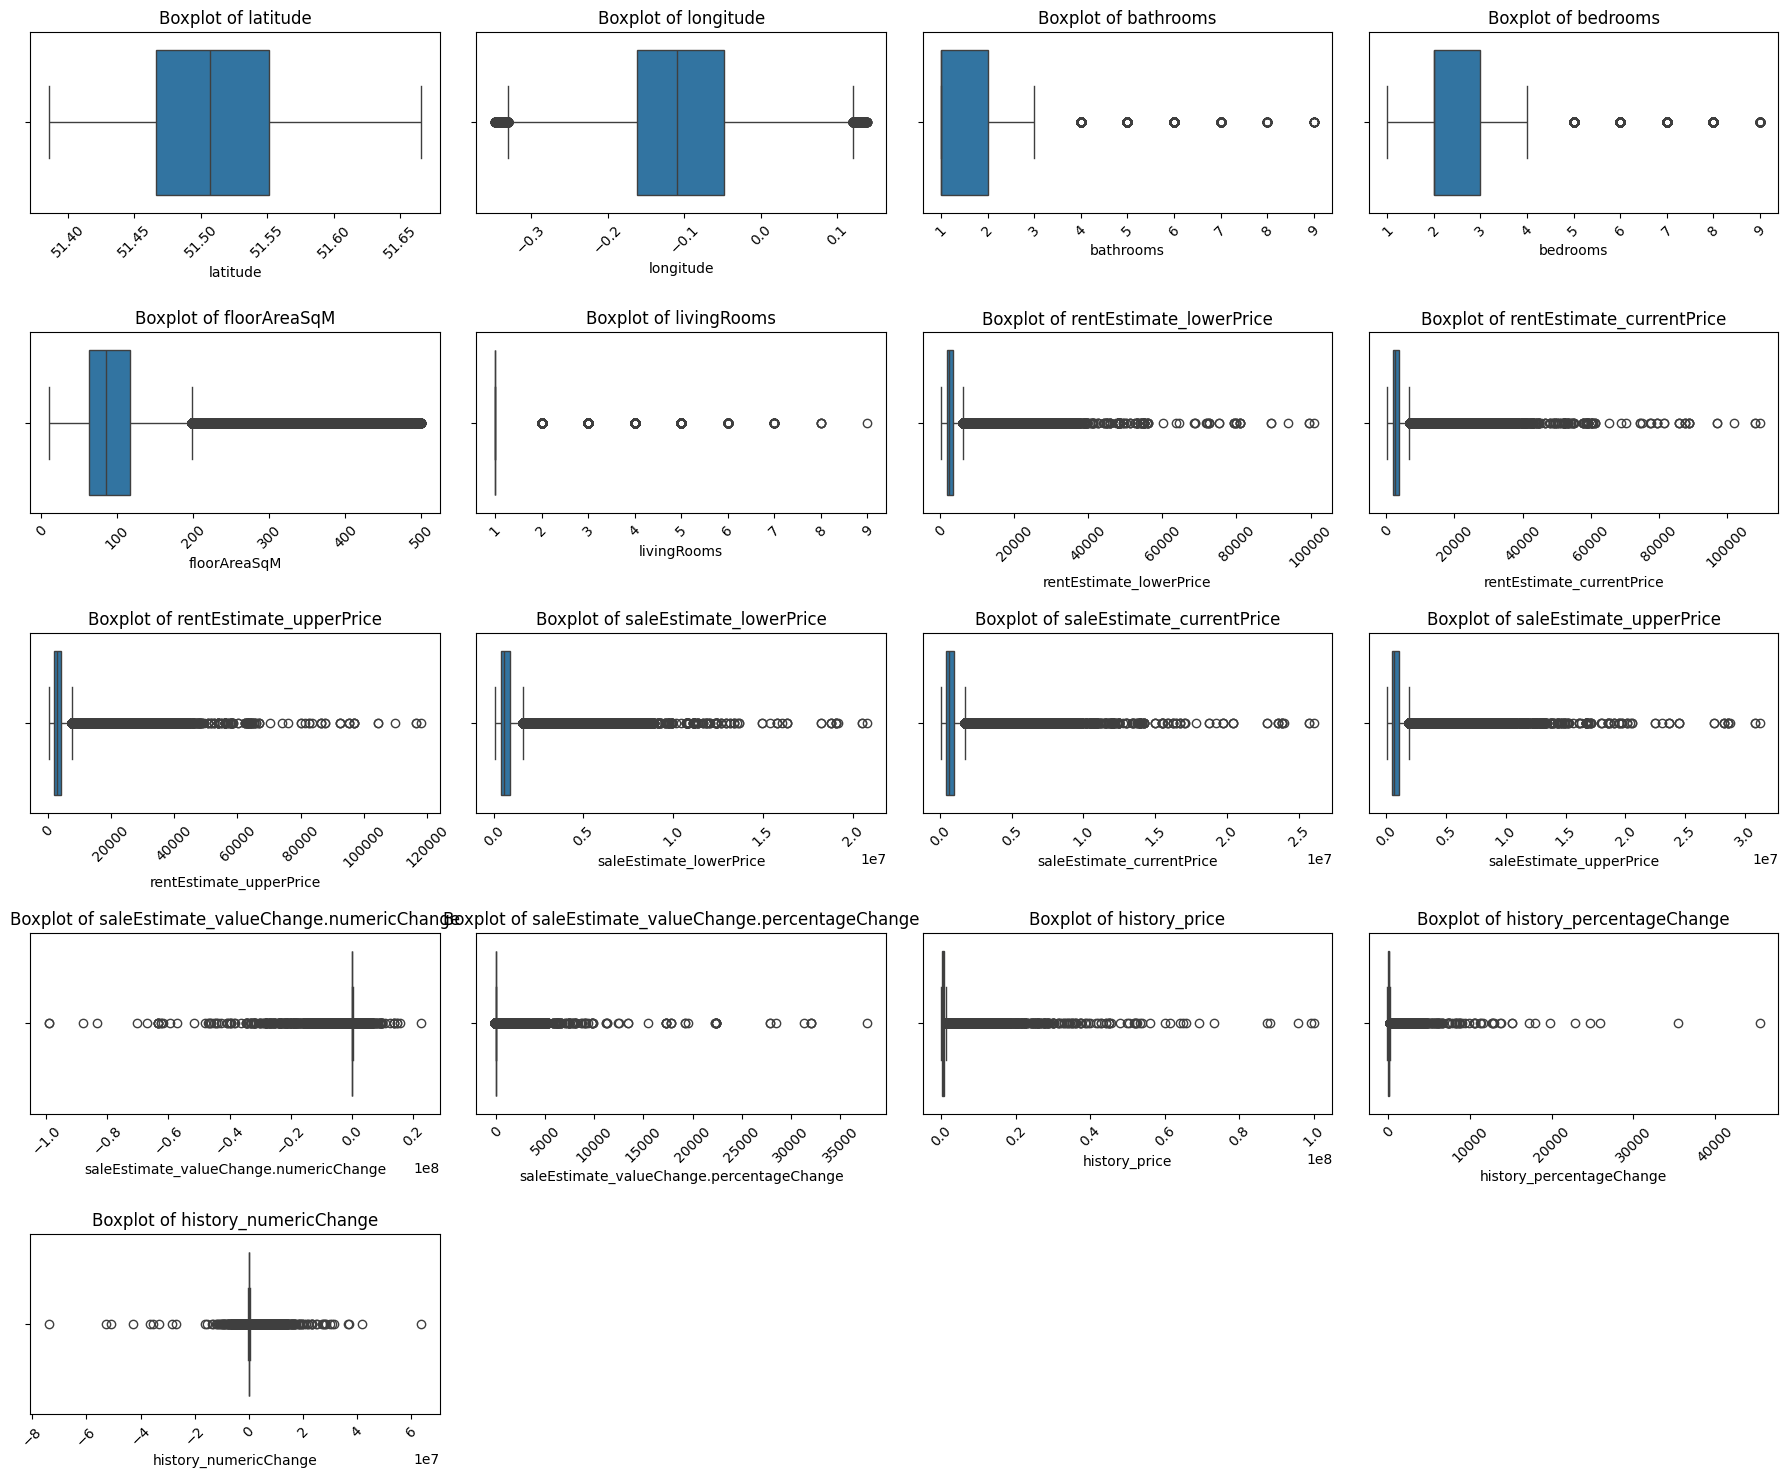 Boxplot of latitude
51.40 51.45 51.50 51.55 51.60 51.65
latitude
Boxplot of longitude
−0.3 −0.2 −0.1 0.0 0.1
longitude
Boxplot of bathrooms
1 2 3 4 5 6 7 8 9
bathrooms
Boxplot of bedrooms
1 2 3 4 5 6 7 8 9
bedrooms
Boxplot of floorAreaSqM
0 100 200 300 400 500
floorAreaSqM
Boxplot of livingRooms
1 2 3 4 5 6 7 8 9
livingRooms
Boxplot of rentEstimate_lowerPrice
0 20000 40000 60000 80000 100000
rentEstimate_lowerPrice
Boxplot of rentEstimate_currentPrice
0 20000 40000 60000 80000 100000
rentEstimate_currentPrice
Boxplot of rentEstimate_upperPrice
0 20000 40000 60000 80000 100000 120000
rentEstimate_upperPrice
Boxplot of saleEstimate_lowerPrice
0.0 0.5 1.0 1.5 2.0
saleEstimate_lowerPrice 1e7
Boxplot of saleEstimate_currentPrice
0.0 0.5 1.0 1.5 2.0 2.5
saleEstimate_currentPrice 1e7
Boxplot of saleEstimate_upperPrice
0.0 0.5 1.0 1.5 2.0 2.5 3.0
saleEstimate_upperPrice 1e7
Boxplot of saleEstimate_valueChange.numericChange
−1.0 −0.8 −0.6 −0.4 −0.2 0.0 0.2
saleEstimate_valueChange.numericChange 1e8
Boxplot of saleEstimate_valueChange.percentageChange
0 5000 10000 15000 20000 25000 30000 35000
saleEstimate_valueChange.percentageChange
Boxplot of history_price
0.0 0.2 0.4 0.6 0.8 1.0
history_price 1e8
Boxplot of history_percentageChange
0 10000 20000 30000 40000
history_percentageChange
Boxplot of history_numericChange
−8 −6 −4 −2 0 2 4 6
history_numericChange 1e7